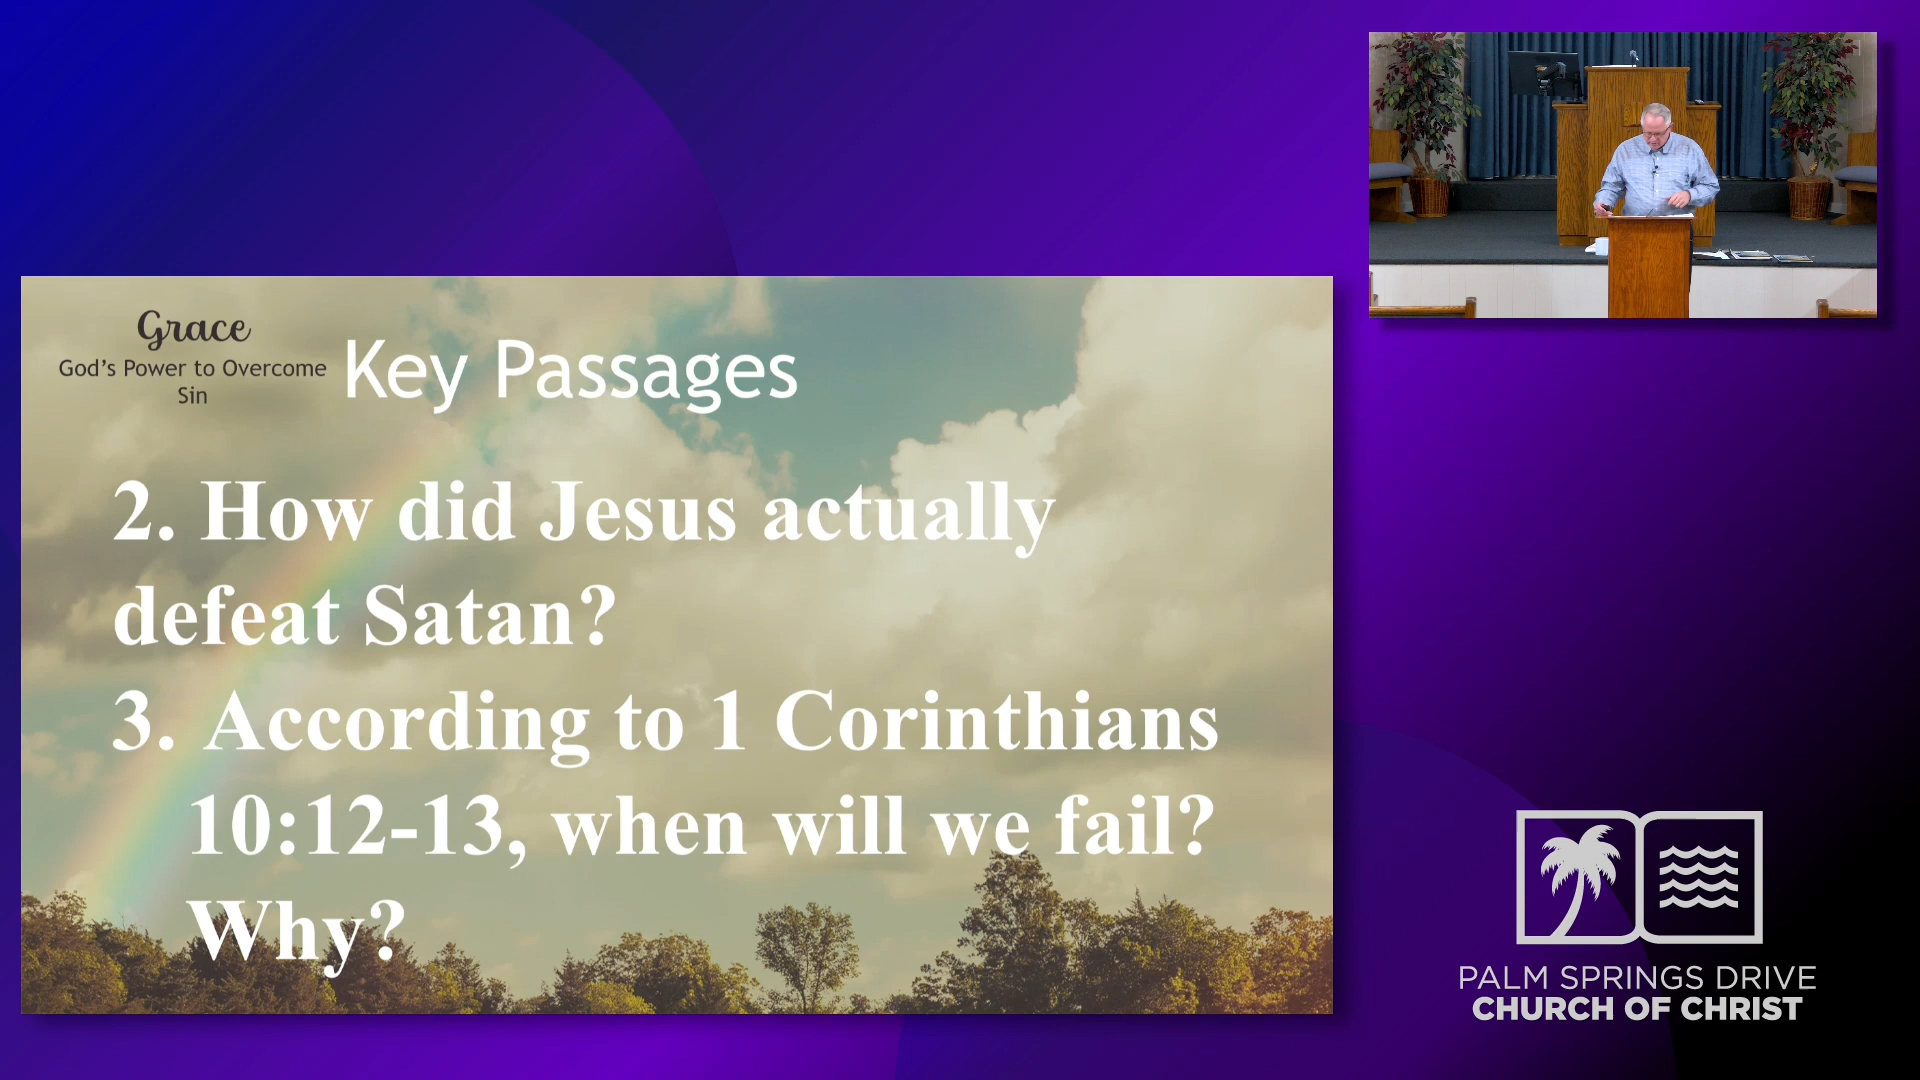 Grace
God's Power to Overcome
Sin
Key Passages
2. How did Jesus actually
defeat Satan?
3. According to 1 Corinthians
10:12-13, when will we fail?
Why?
PALM SPRINGS DRIVE
CHURCH OF CHRIST